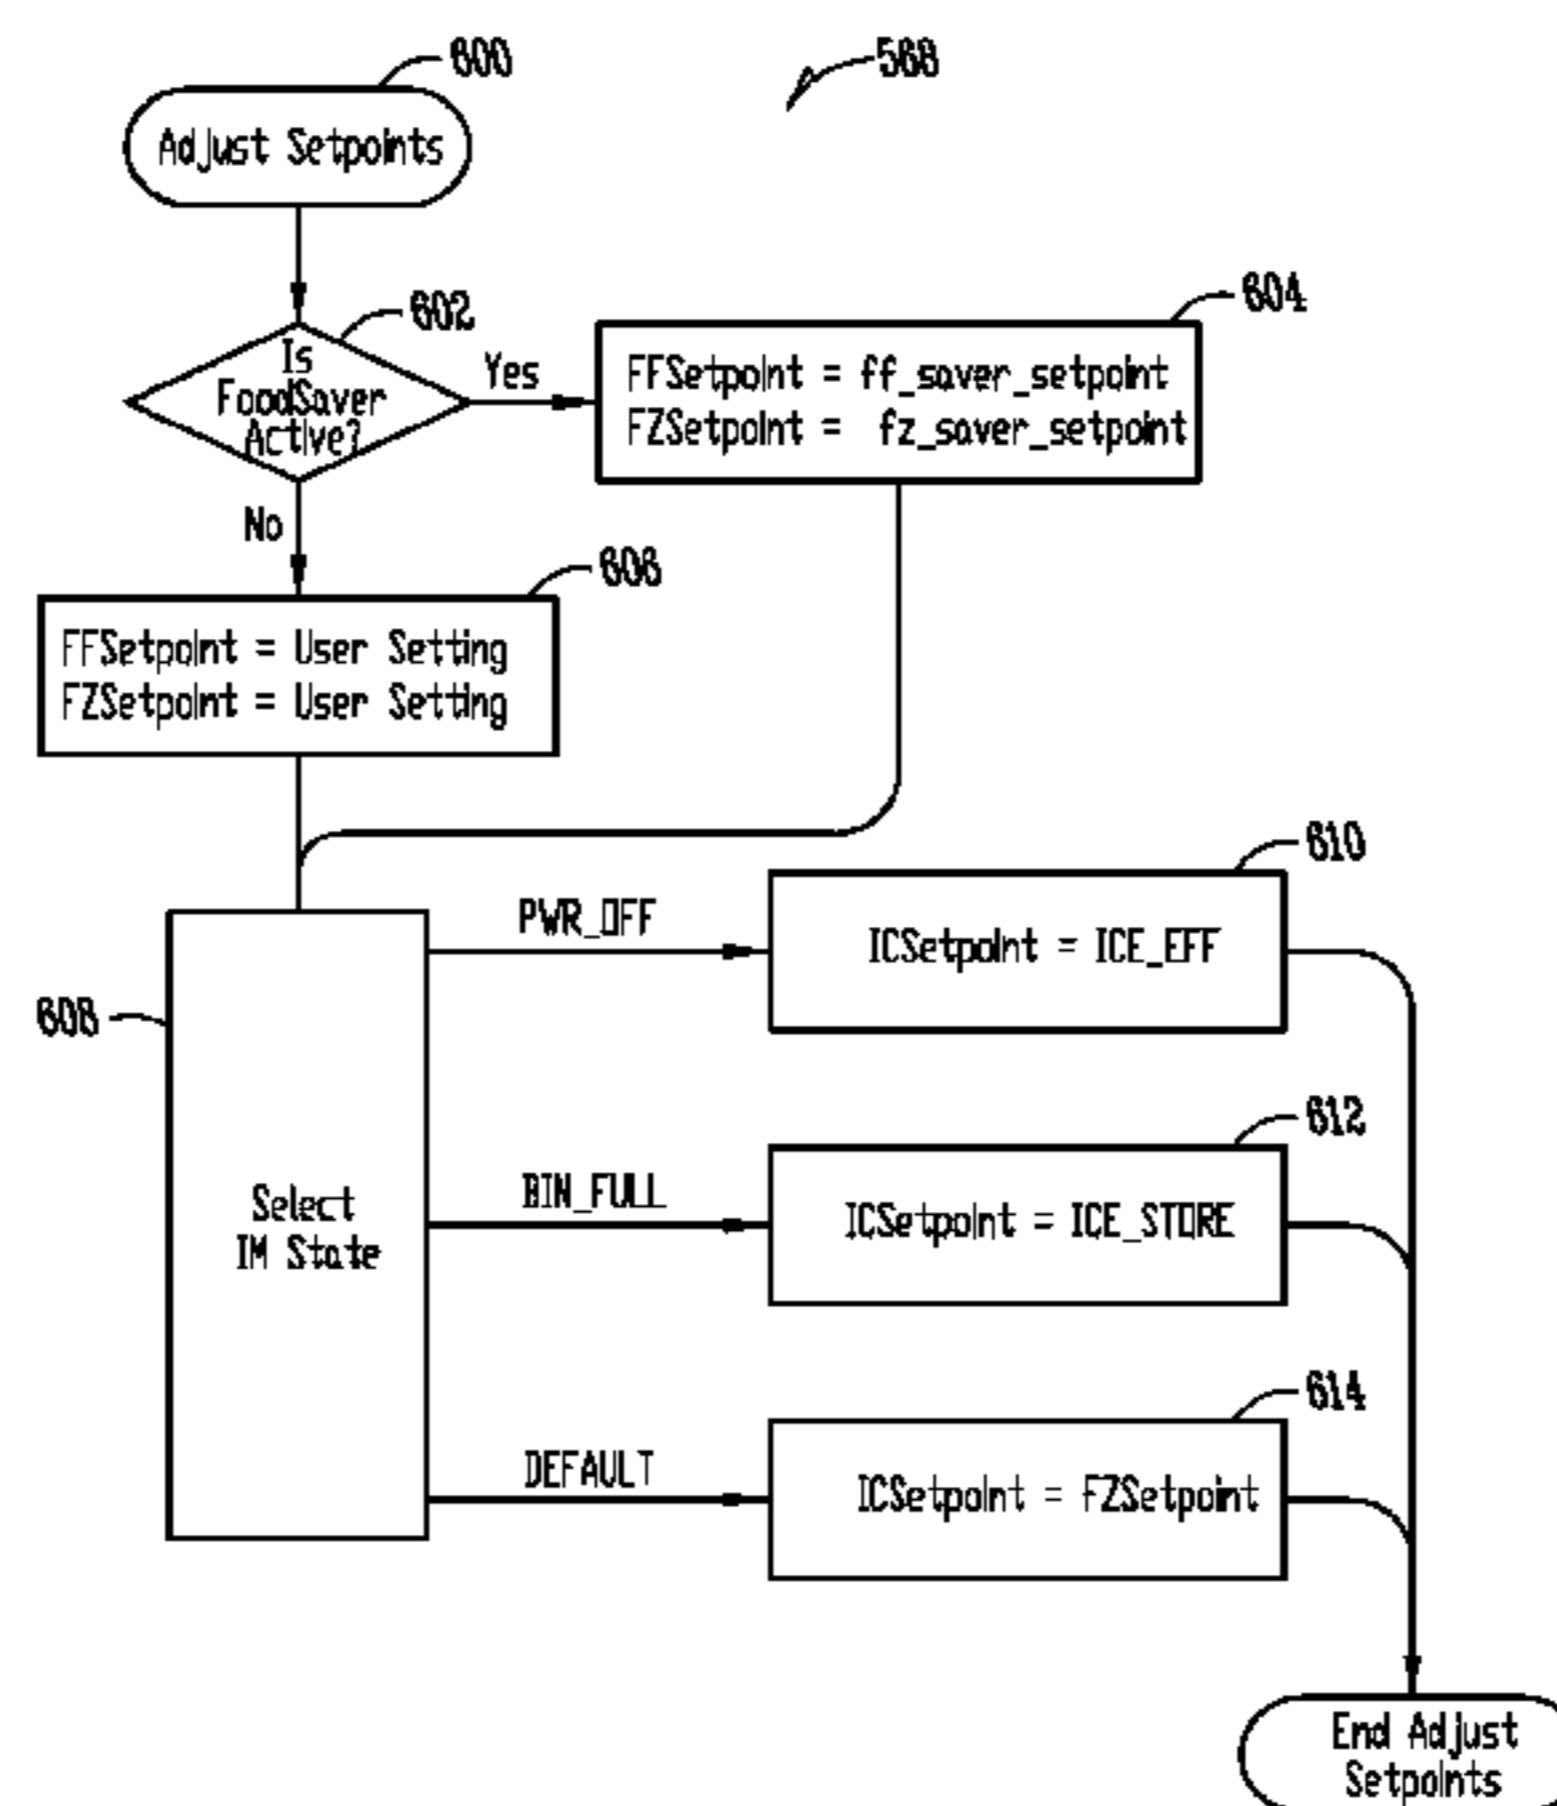 600
568
Adjust Setpoints
602
604
Is
FoodSaver
Active?
Yes
FFSetpoint = ff_saver_setpoint
FZSetpoint = fz_saver_setpoint
No
606
FFSetpoint = User Setting
FZSetpoint = User Setting
610
PWR_OFF
ICSetpoint = ICE_EFF
608
612
BIN_FULL
Select
IM State
ICSetpoint = ICE_STORE
614
DEFAULT
ICSetpoint = FZSetpoint
End Adjust
Setpoints